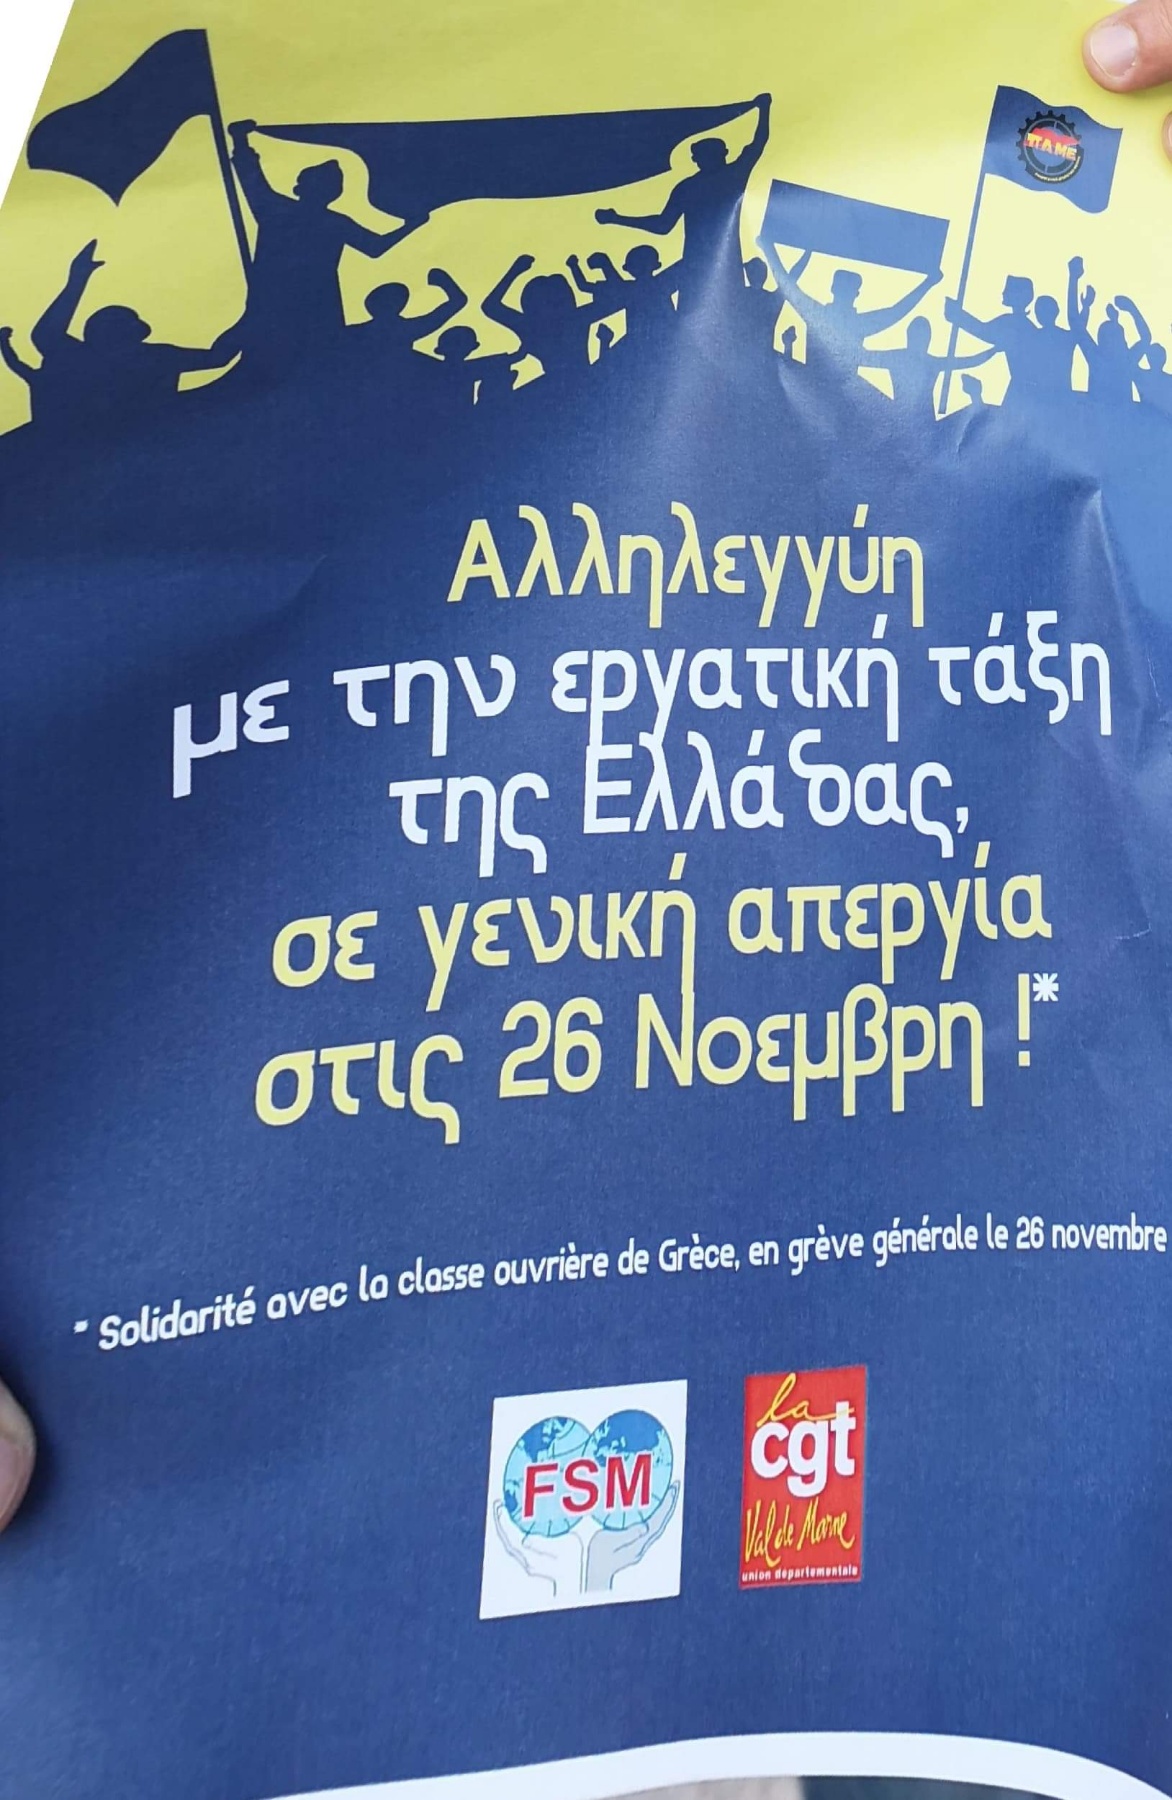 ΠΑΜΕ
Αλληλεγγύη
με την εργατική τάξη
της Ελλάδας,
σε γενική απεργία
στις 26 Νοεμβρη !*
* Solidarité avec la classe ouvrière de Grèce, en grève générale le 26 novembre
FSM
la
cgt
Val de Marne
union départementale